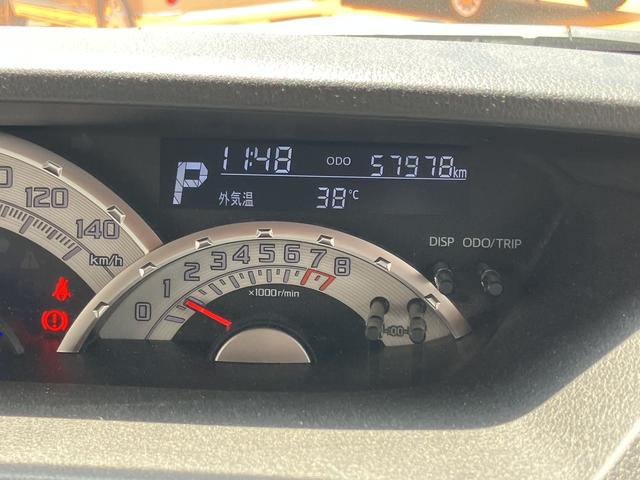 P
11:48 ODO 57978km
外気温 38℃
120
140
km/h
DISP ODO/TRIP
0 1 2 3 4 5 6 7 8
×1000r/min
:00